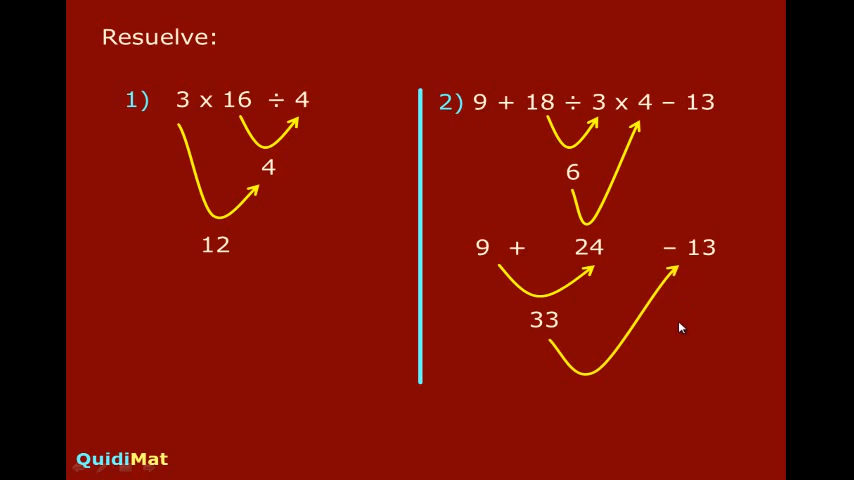 Resuelve:
1) 3 x 16 ÷ 4
4
12
2) 9 + 18 ÷ 3 x 4 – 13
6
9 + 24 – 13
33
QuidiMat